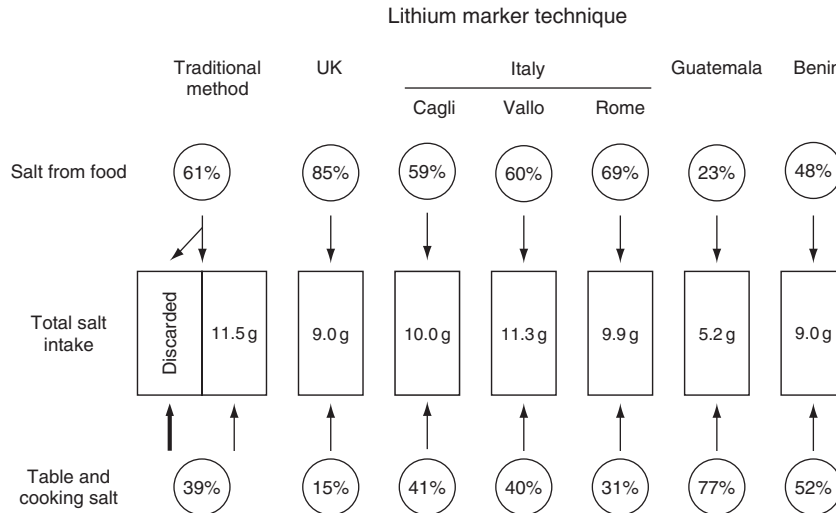 Lithium marker technique
Traditional
method
UK
Italy
Guatemala
Benin
Cagli
Vallo
Rome
Salt from food
61%
85%
59%
60%
69%
23%
48%
Total salt
intake
Discarded
11.5 g
9.0 g
10.0 g
11.3 g
9.9 g
5.2 g
9.0 g
Table and
cooking salt
39%
15%
41%
40%
31%
77%
52%